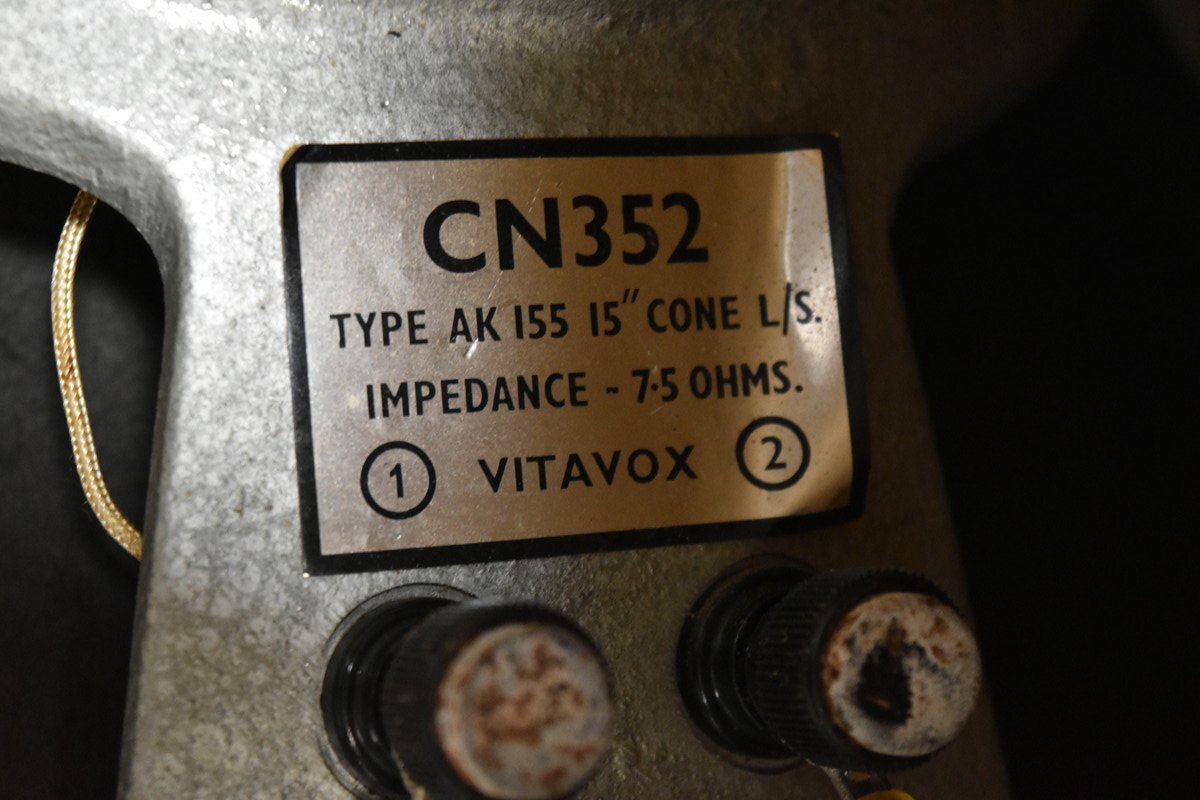 CN352
TYPE AK 155 15" CONE L/S.
IMPEDANCE - 7·5 OHMS.
1 VITAVOX 2